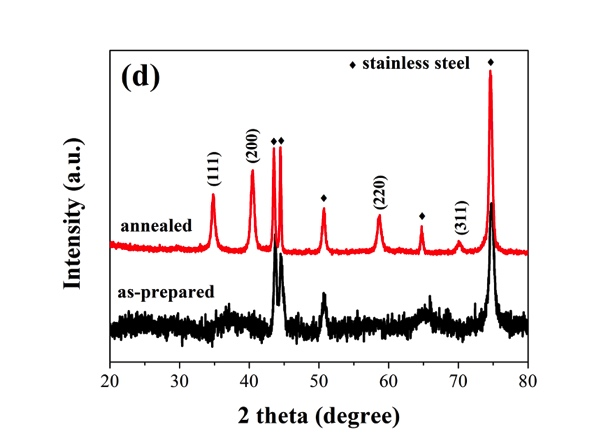 (d)
♦ stainless steel
(111)
(200)
(220)
(311)
annealed
as-prepared
Intensity (a.u.)
20 30 40 50 60 70 80
2 theta (degree)